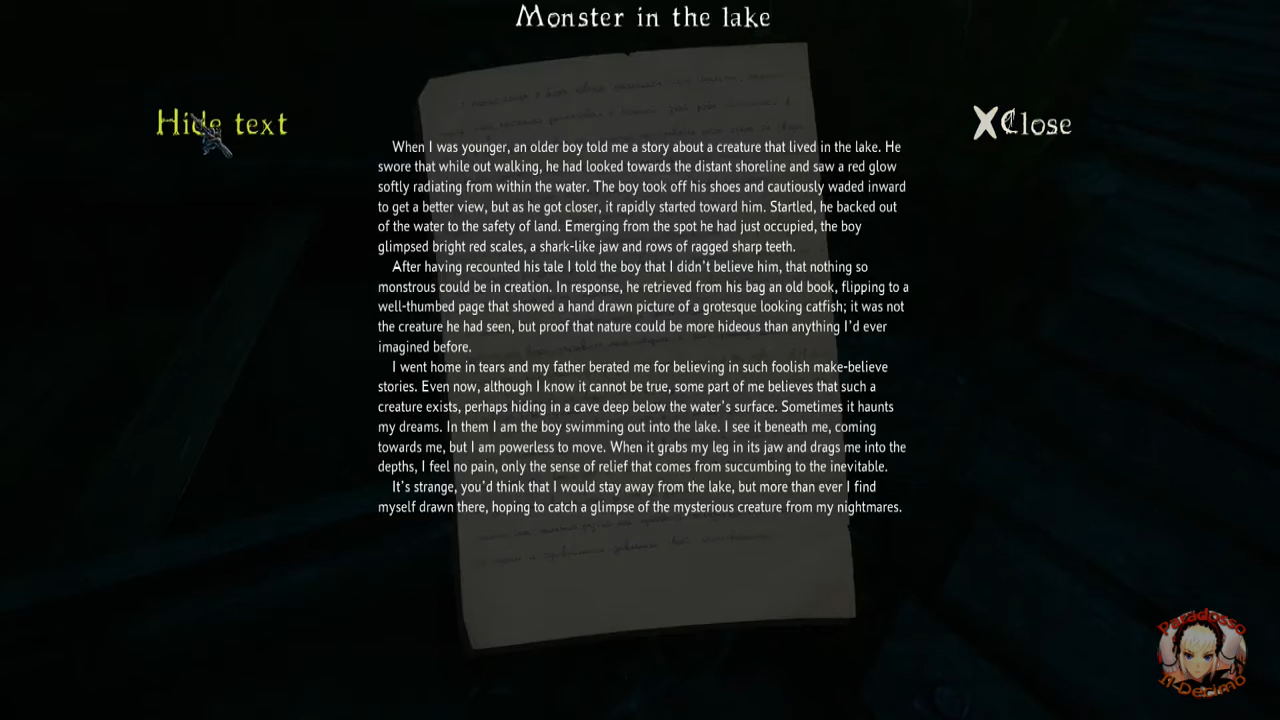 Monster in the lake
Hide text
Close
When I was younger, an older boy told me a story about a creature that lived in the lake. He
swore that while out walking, he had looked towards the distant shoreline and saw a red glow
softly radiating from within the water. The boy took off his shoes and cautiously waded inward
to get a better view, but as he got closer, it rapidly started toward him. Startled, he backed out
of the water to the safety of land. Emerging from the spot he had just occupied, the boy
glimpsed bright red scales, a shark-like jaw and rows of ragged sharp teeth.
After having recounted his tale I told the boy that I didn't believe him, that nothing so
monstrous could be in creation. In response, he retrieved from his bag an old book, flipping to a
well-thumbed page that showed a hand drawn picture of a grotesque looking catfish; it was not
the creature he had seen, but proof that nature could be more hideous than anything I'd ever
imagined before.
I went home in tears and my father berated me for believing in such foolish make-believe
stories. Even now, although I know it cannot be true, some part of me believes that such a
creature exists, perhaps hiding in a cave deep below the water's surface. Sometimes it haunts
my dreams. In them I am the boy swimming out into the lake. I see it beneath me, coming
towards me, but I am powerless to move. When it grabs my leg in its jaw and drags me into the
depths, I feel no pain, only the sense of relief that comes from succumbing to the inevitable.
It's strange, you'd think that I would stay away from the lake, but more than ever I find
myself drawn there, hoping to catch a glimpse of the mysterious creature from my nightmares.
Paradosso
Il Decimo